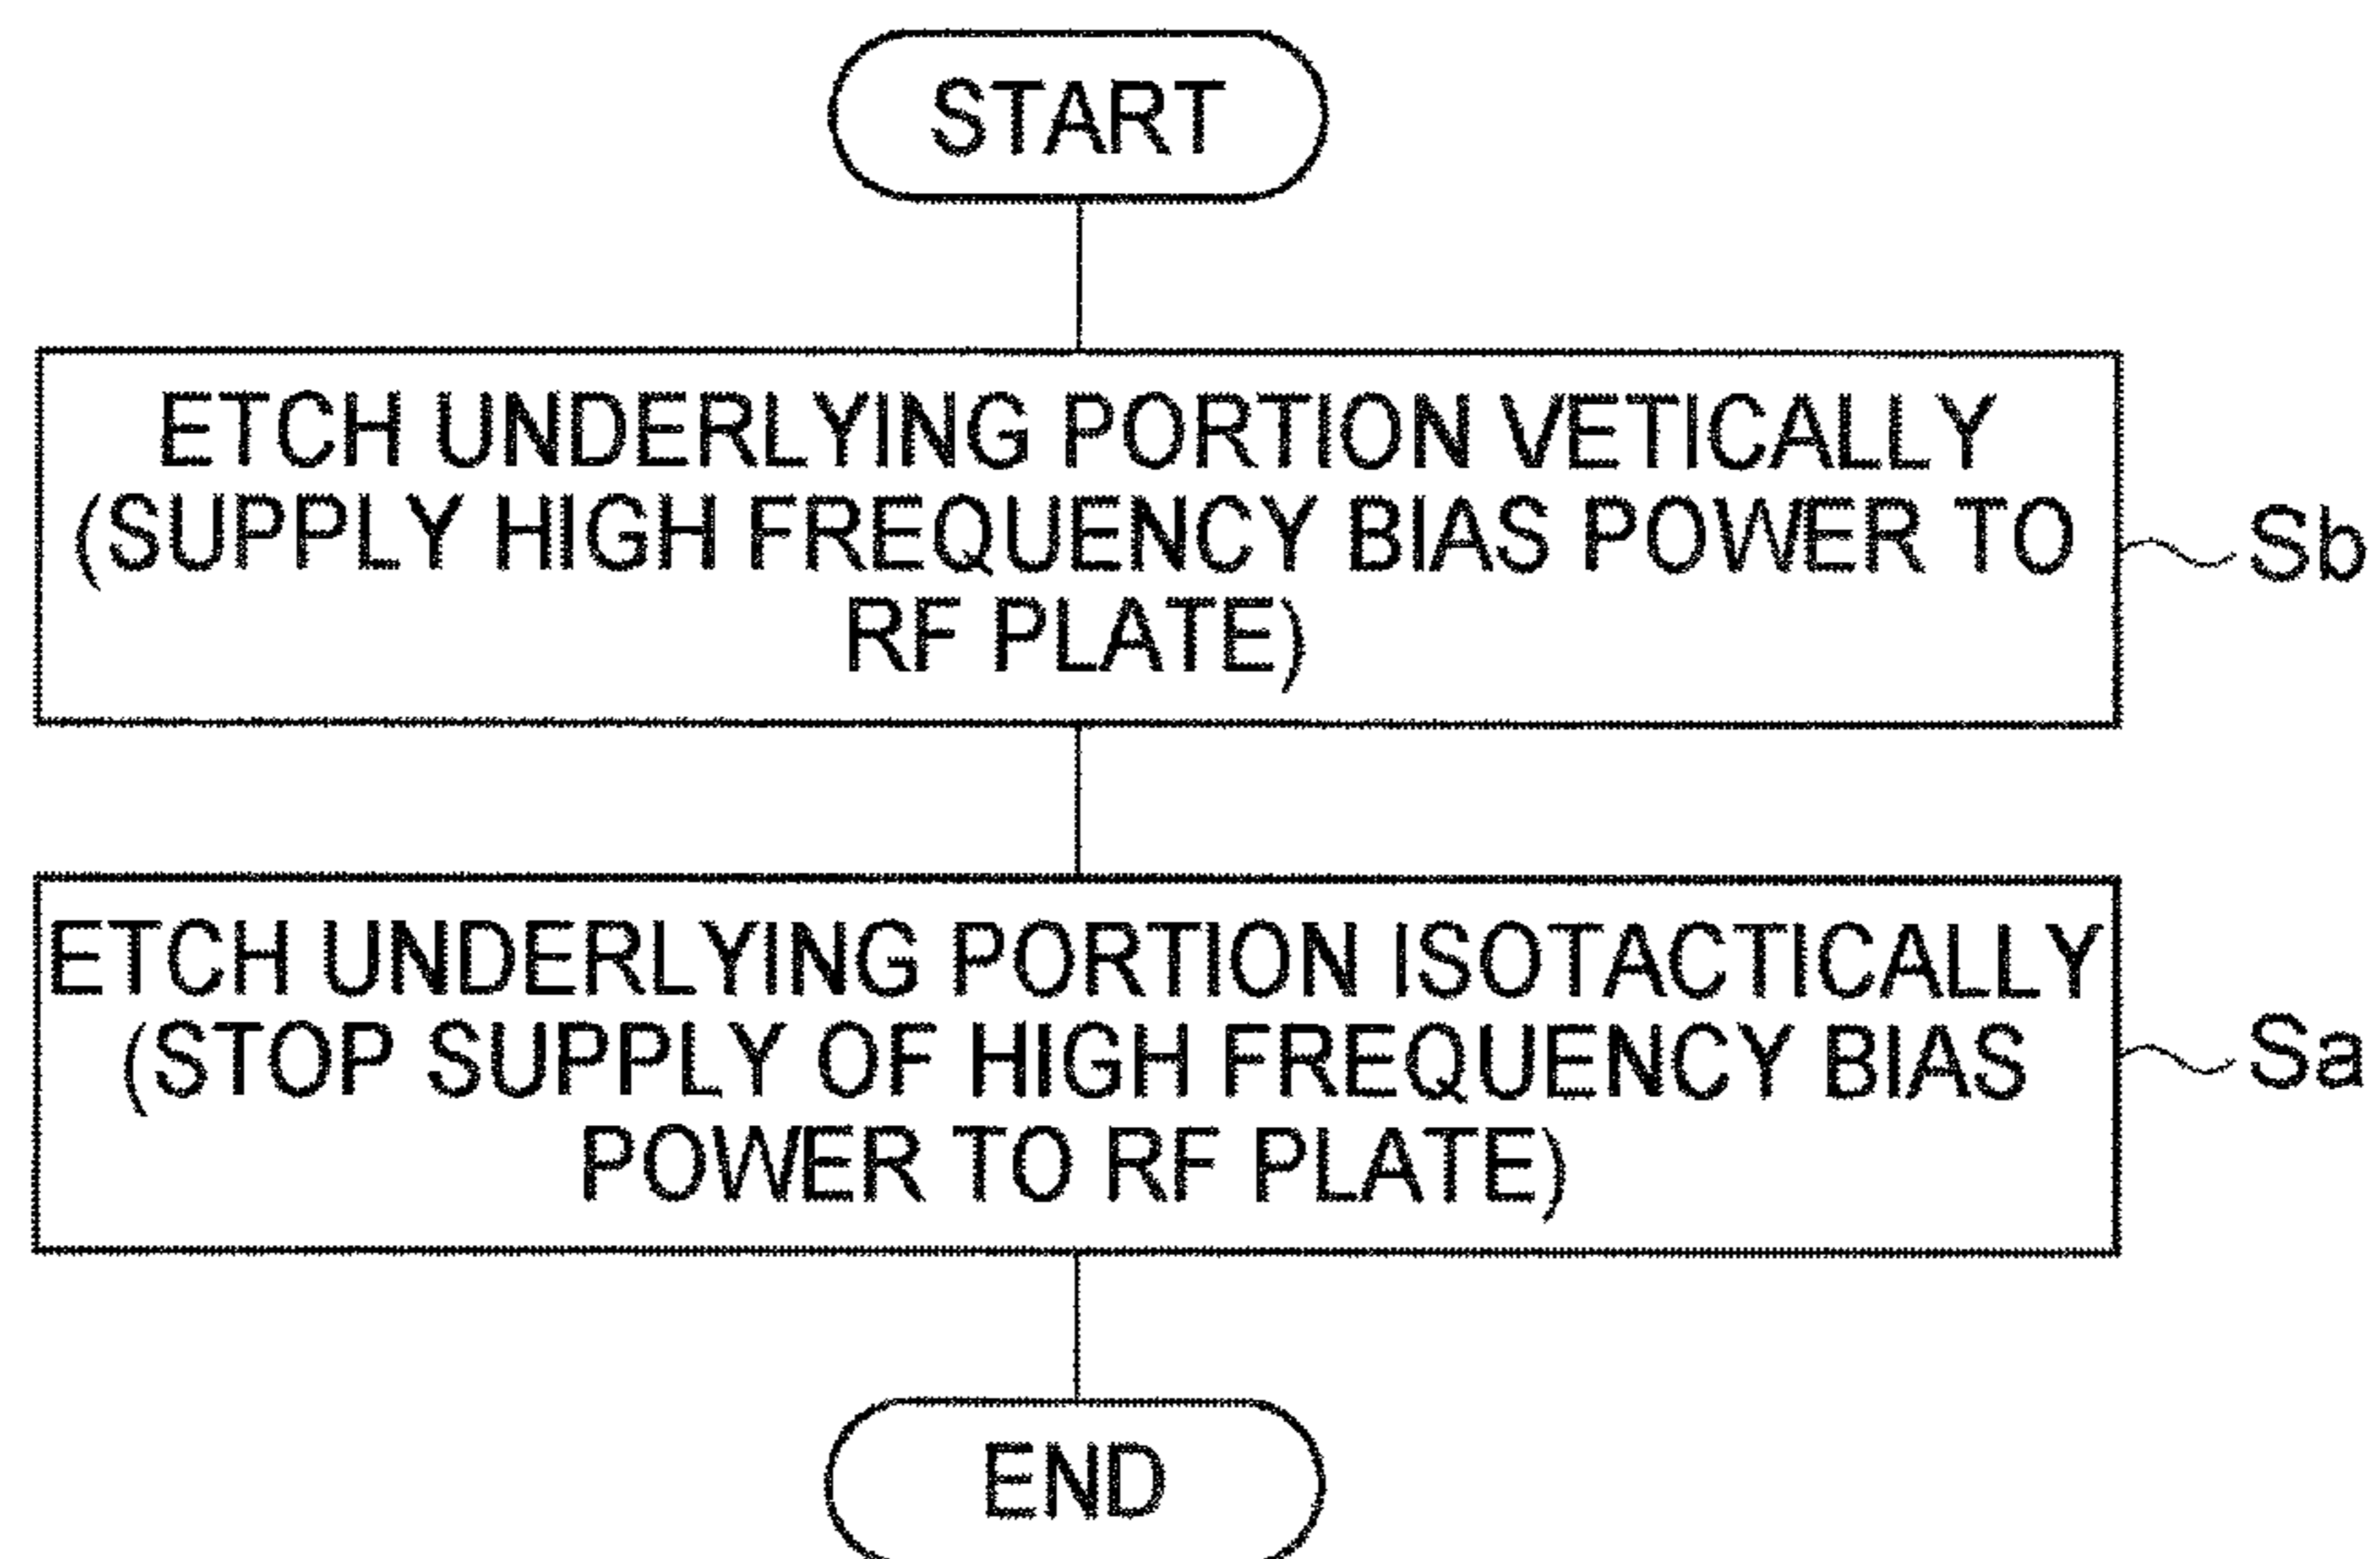 START
ETCH UNDERLYING PORTION VETICALLY
(SUPPLY HIGH FREQUENCY BIAS POWER TO
RF PLATE)
Sb
ETCH UNDERLYING PORTION ISOTACTICALLY
(STOP SUPPLY OF HIGH FREQUENCY BIAS
POWER TO RF PLATE)
Sa
END